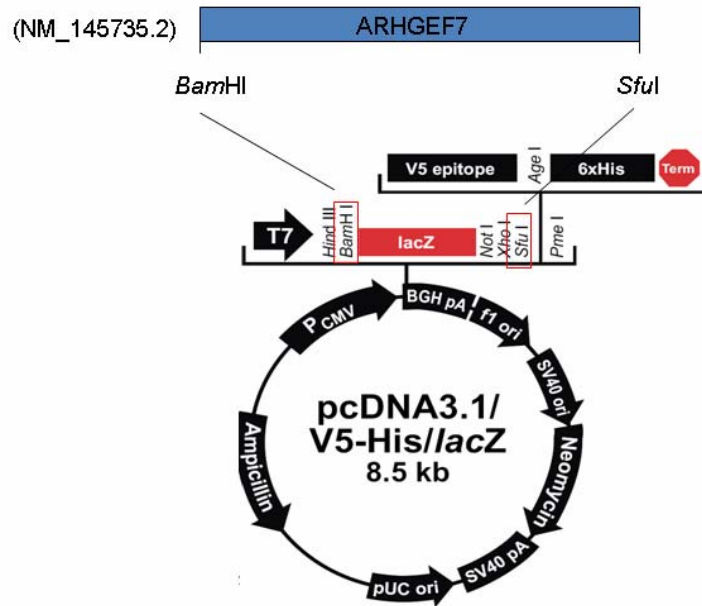 (NM_145735.2) ARHGEF7
BamHI SfuI
V5 epitope Age I 6xHis Term
T7 Hind III BamH I lacZ Not I Xho I Sfu I Pme I
PCMV BGH pA f1 ori
SV40 ori
pcDNA3.1/
V5-His/lacZ
8.5 kb
Ampicillin Neomycin
pUC ori SV40 pA